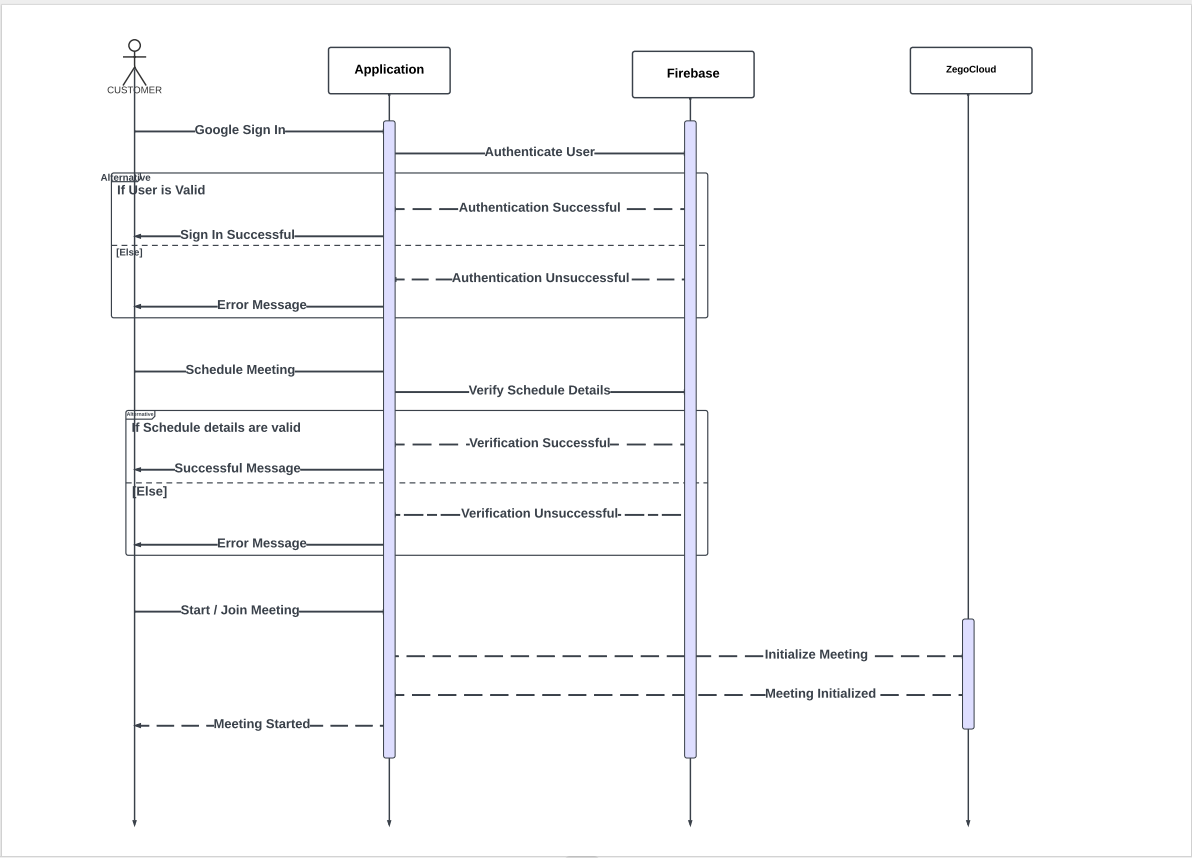 CUSTOMER
Application
Firebase
ZegoCloud
Google Sign In
Authenticate User
Alternative
If User is Valid
Authentication Successful
Sign In Successful
[Else]
Authentication Unsuccessful
Error Message
Schedule Meeting
Verify Schedule Details
Alternative
If Schedule details are valid
Verification Successful
Successful Message
[Else]
Verification Unsuccessful
Error Message
Start / Join Meeting
Initialize Meeting
Meeting Initialized
Meeting Started